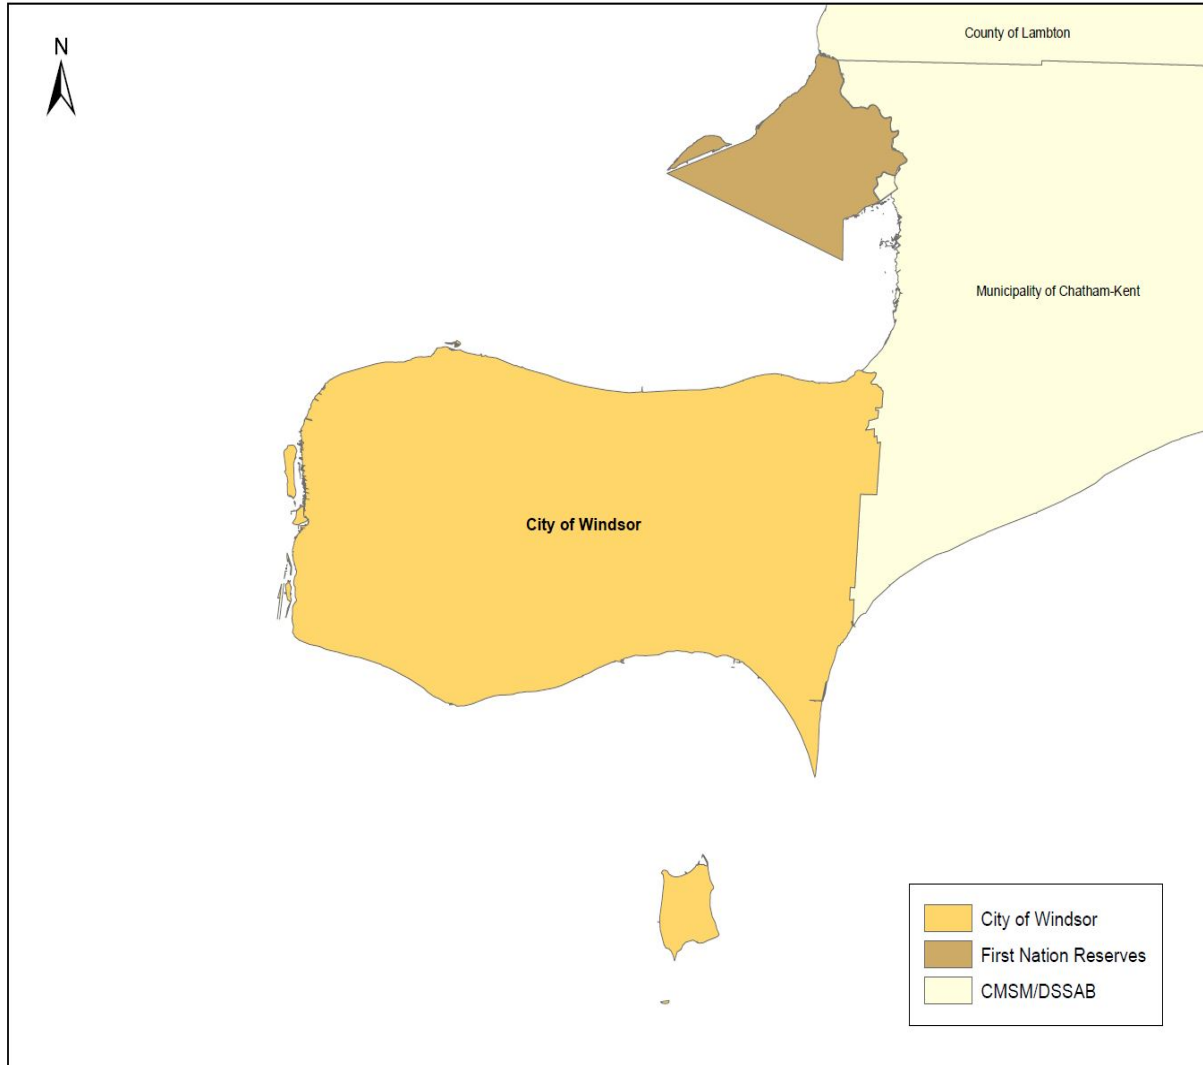 N
County of Lambton
Municipality of Chatham-Kent
City of Windsor
City of Windsor
First Nation Reserves
CMSM/DSSAB